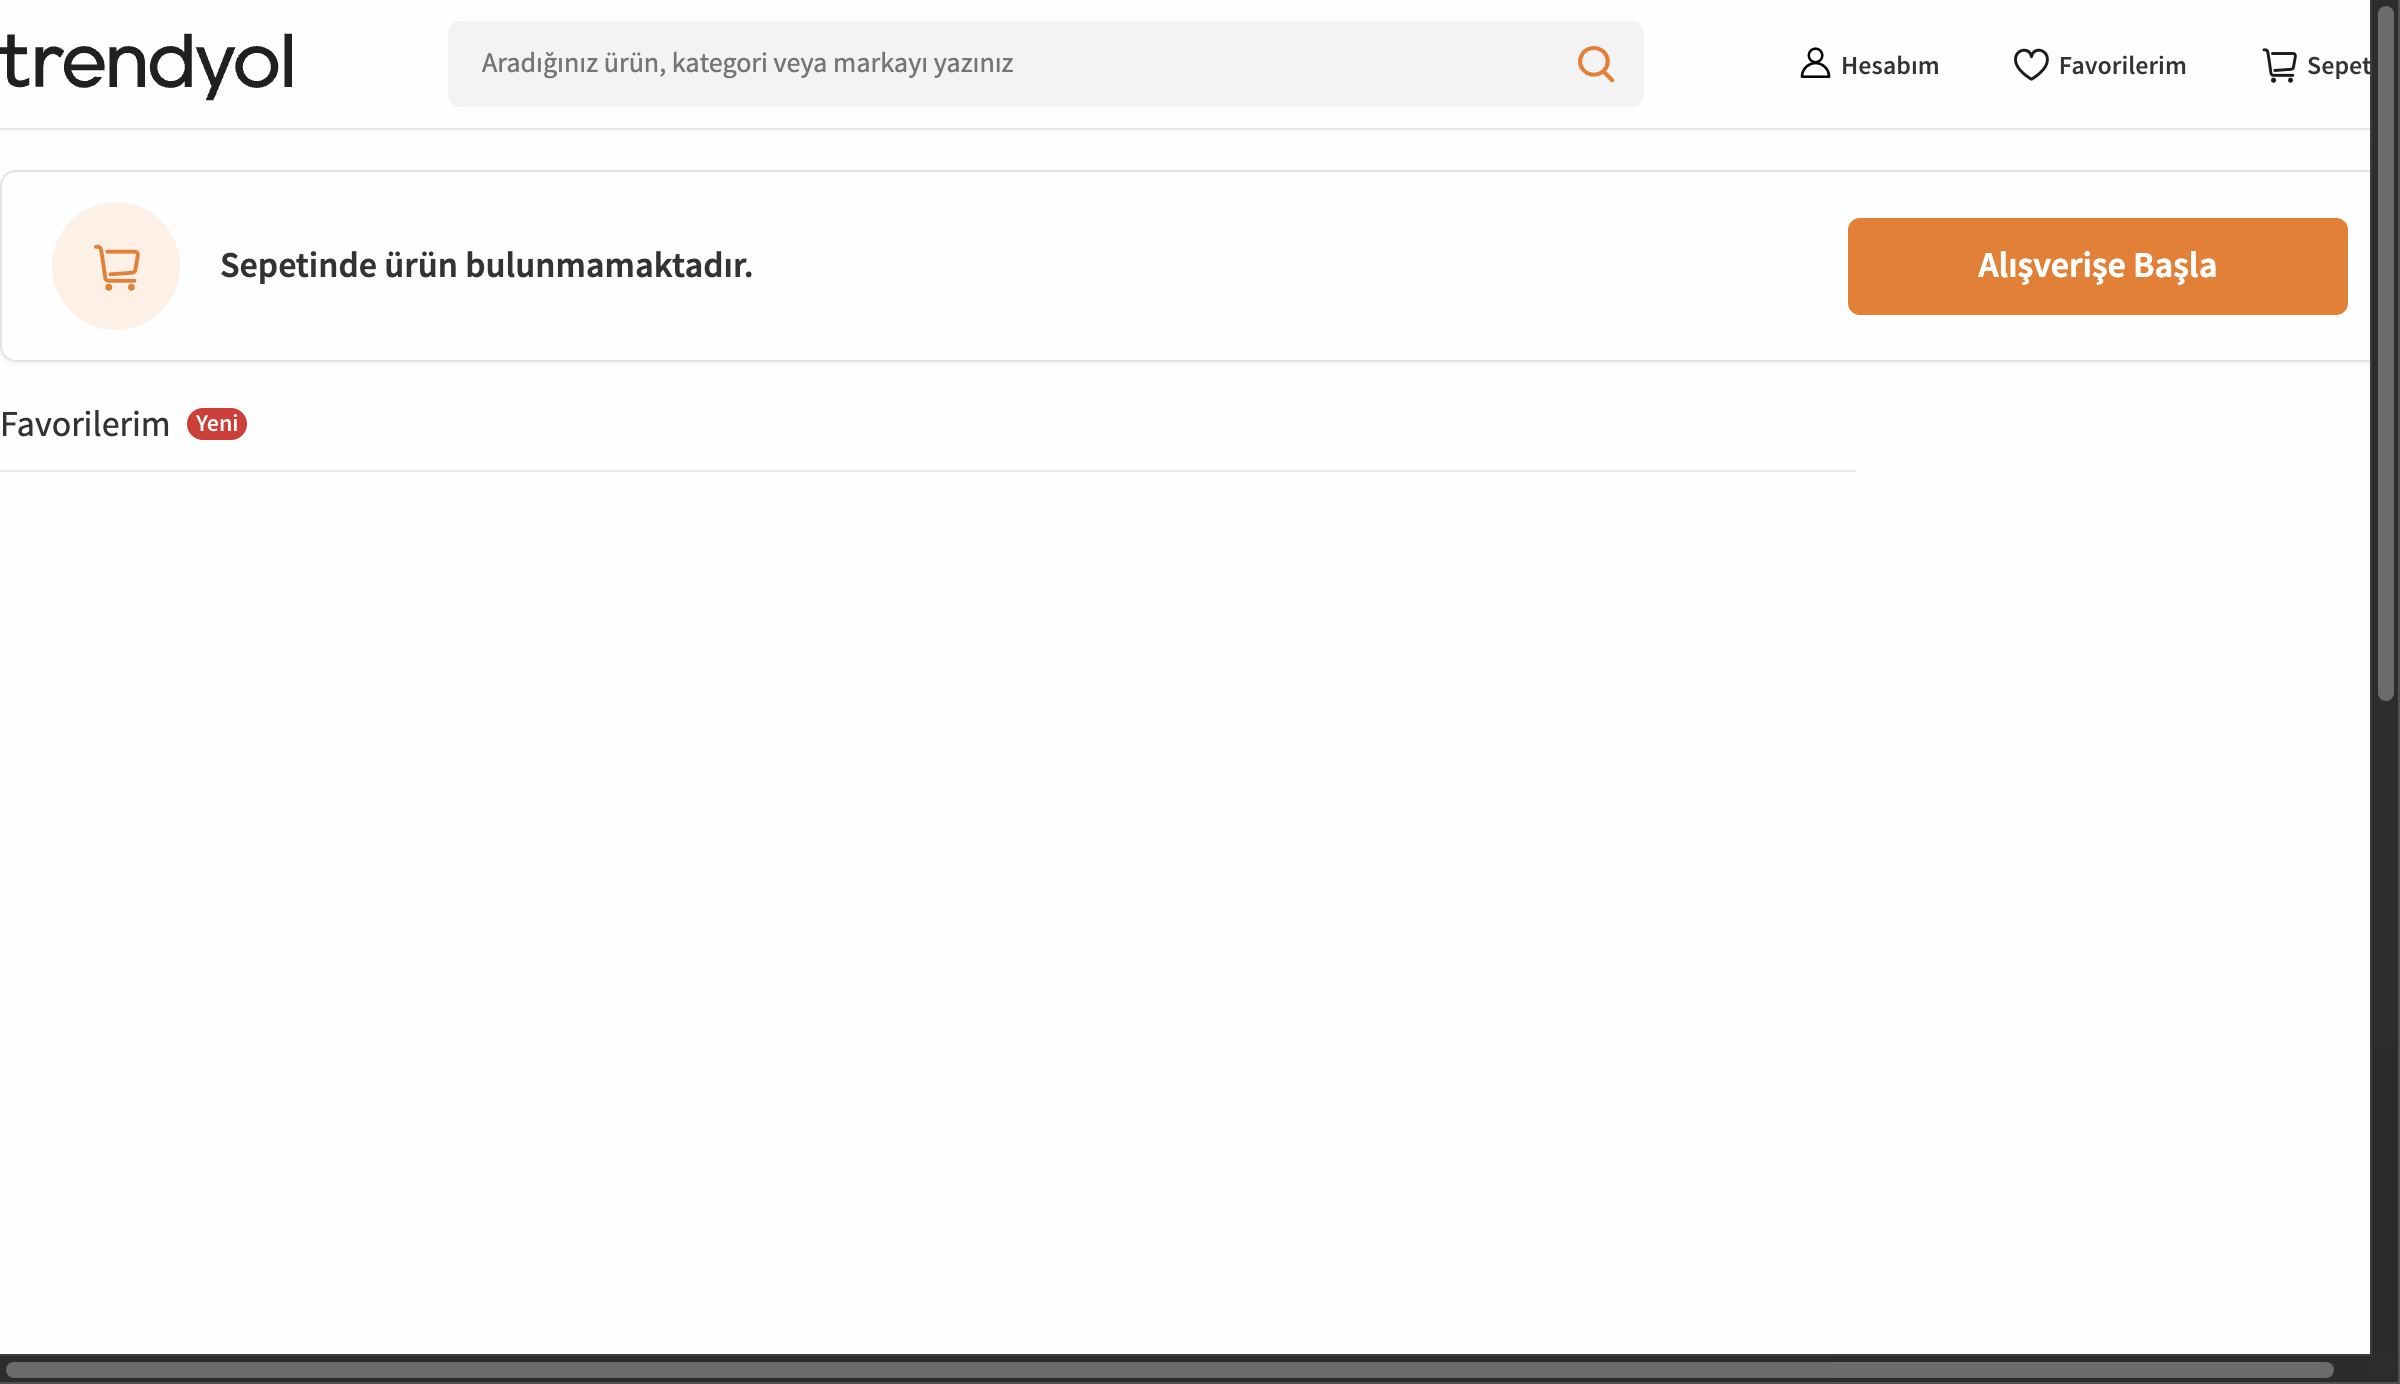 trendyol
Aradığınız ürün, kategori veya markayı yazınız
Hesabım
Favorilerim
Sepet
Sepetinde ürün bulunmamaktadır.
Alışverişe Başla
Favorilerim Yeni